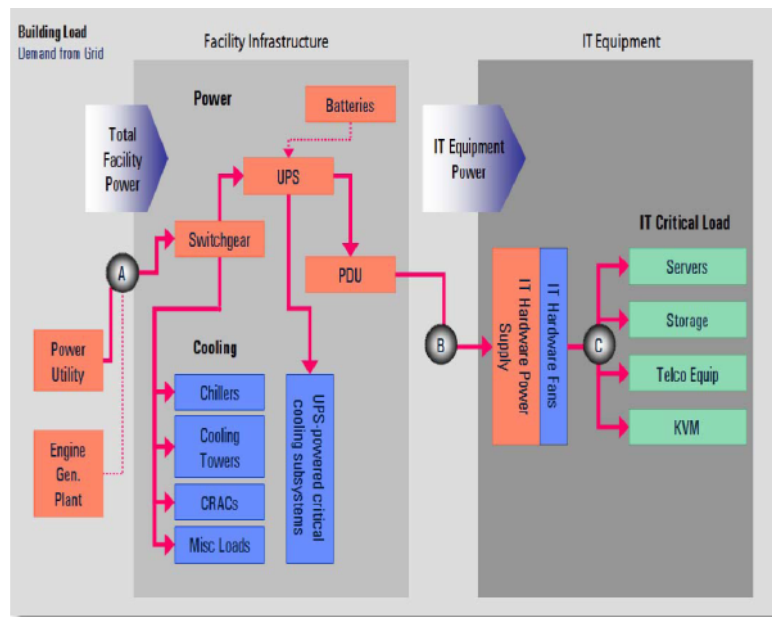 Building Load
Demand from Grid
Facility Infrastructure
IT Equipment
Power
Total
Facility
Power
Batteries
UPS
Switchgear
PDU
A
Power
Utility
Engine
Gen.
Plant
Cooling
Chillers
Cooling
Towers
CRACs
Misc Loads
UPS-powered critical
cooling subsystems
IT Equipment
Power
B
IT Hardware Power
Supply
IT Hardware Fans
C
IT Critical Load
Servers
Storage
Telco Equip
KVM